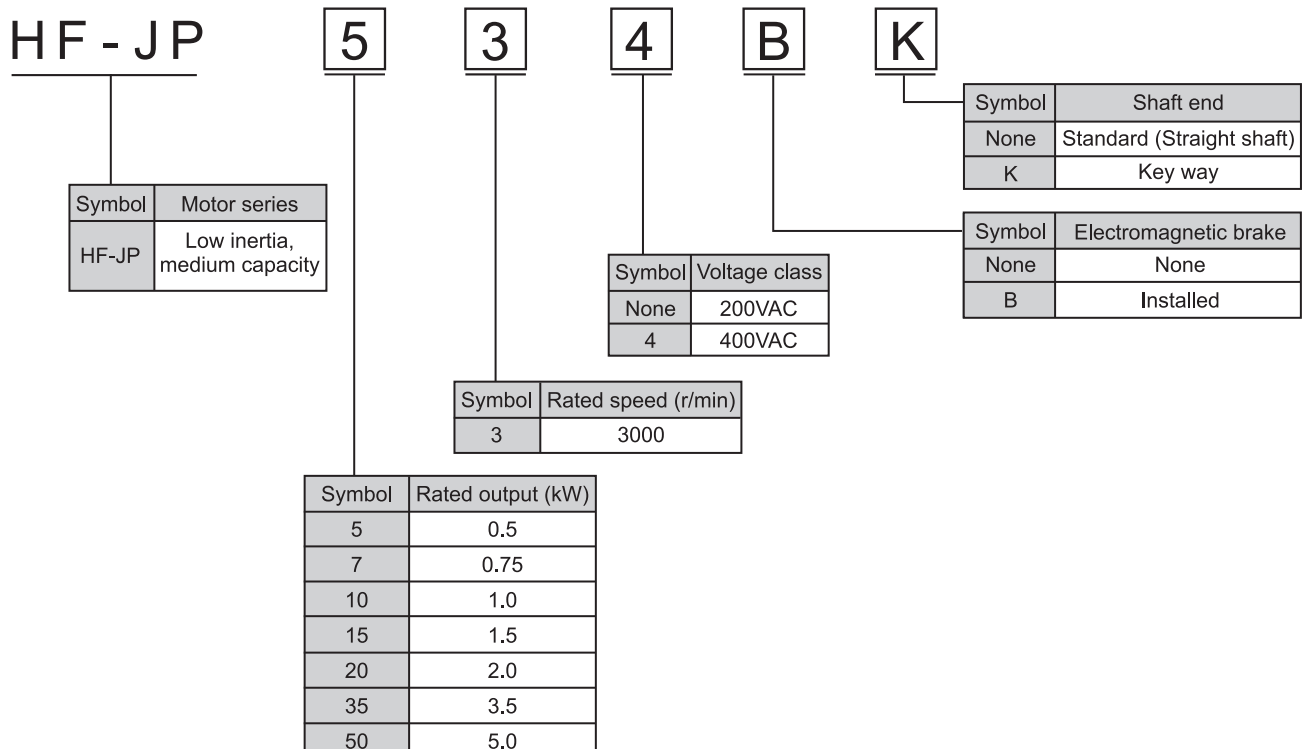 HF-JP 5 3 4 B K
Symbol Shaft end
None Standard (Straight shaft)
K Key way
Symbol Electromagnetic brake
None None
B Installed
Symbol Motor series
HF-JP Low inertia,
medium capacity
Symbol Voltage class
None 200VAC
4 400VAC
Symbol Rated speed (r/min)
3 3000
Symbol Rated output (kW)
5 0.5
7 0.75
10 1.0
15 1.5
20 2.0
35 3.5
50 5.0